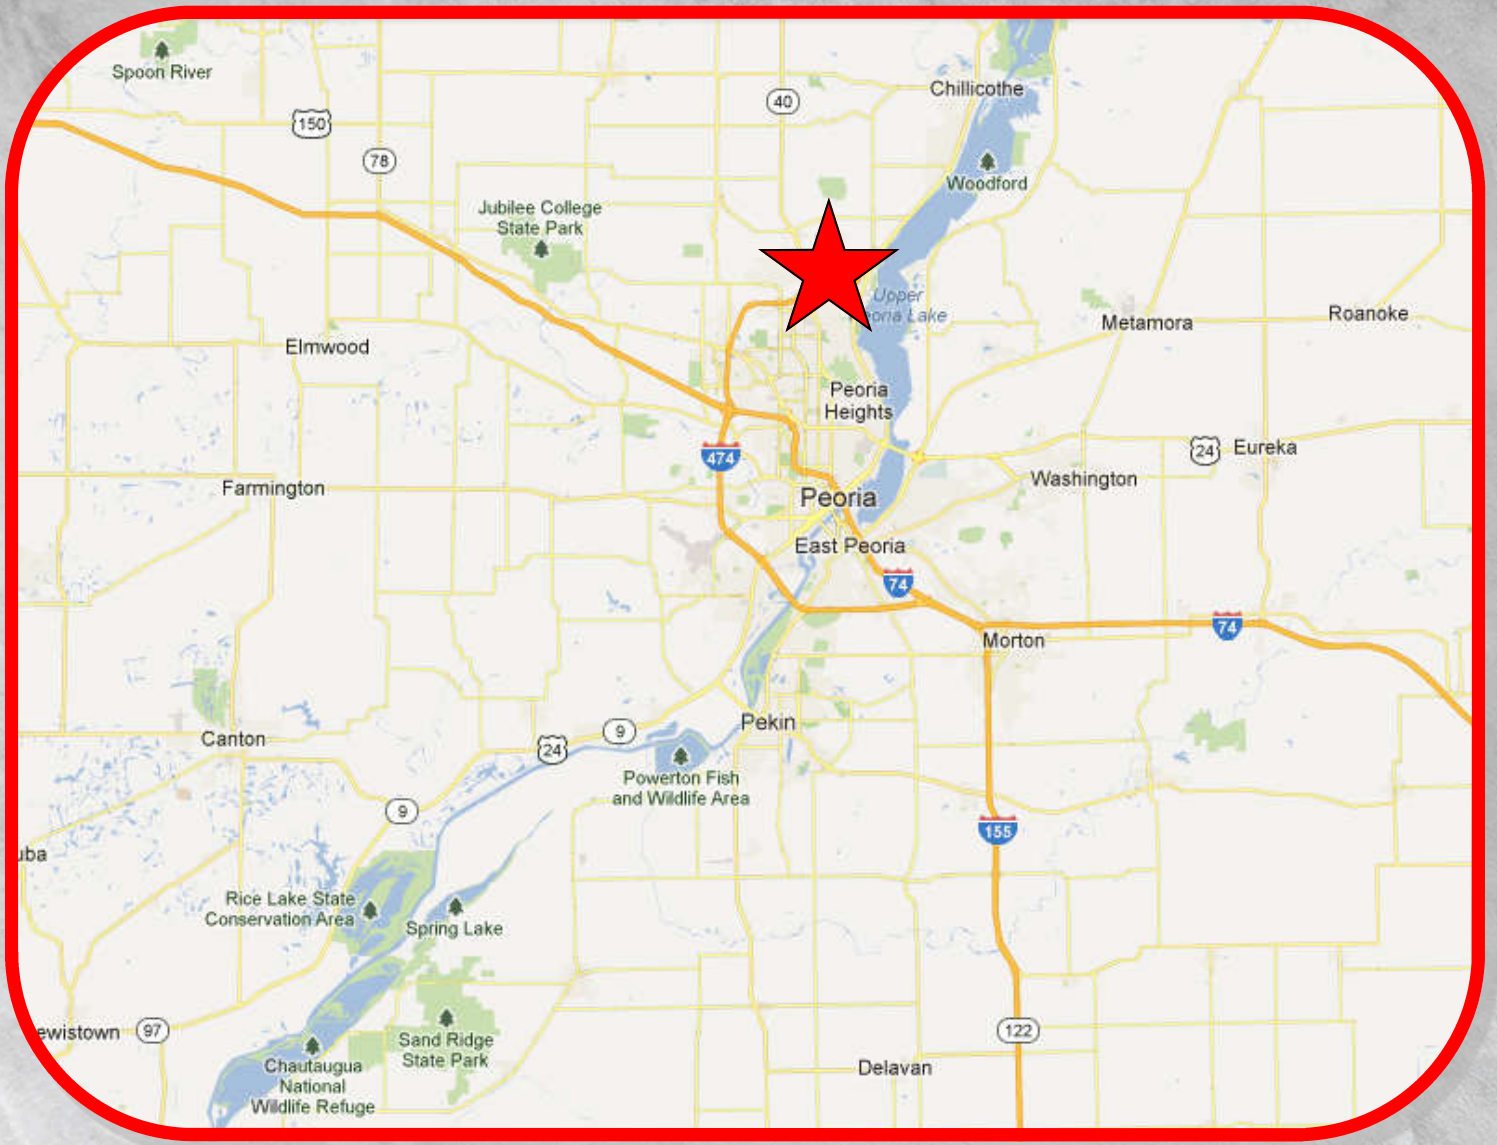 Spoon River
150
78
40
Chillicothe
Woodford
Jubilee College
State Park
Upper
eoria Lake
Metamora
Roanoke
Elmwood
Peoria
Heights
474
24
Eureka
Washington
Farmington
Peoria
East Peoria
74
74
Morton
Pekin
Canton
9
24
Powerton Fish
and Wildlife Area
9
155
uba
Rice Lake State
Conservation Area
Spring Lake
ewistown
97
Sand Ridge
State Park
122
Chautauqua
National
Wildlife Refuge
Delavan